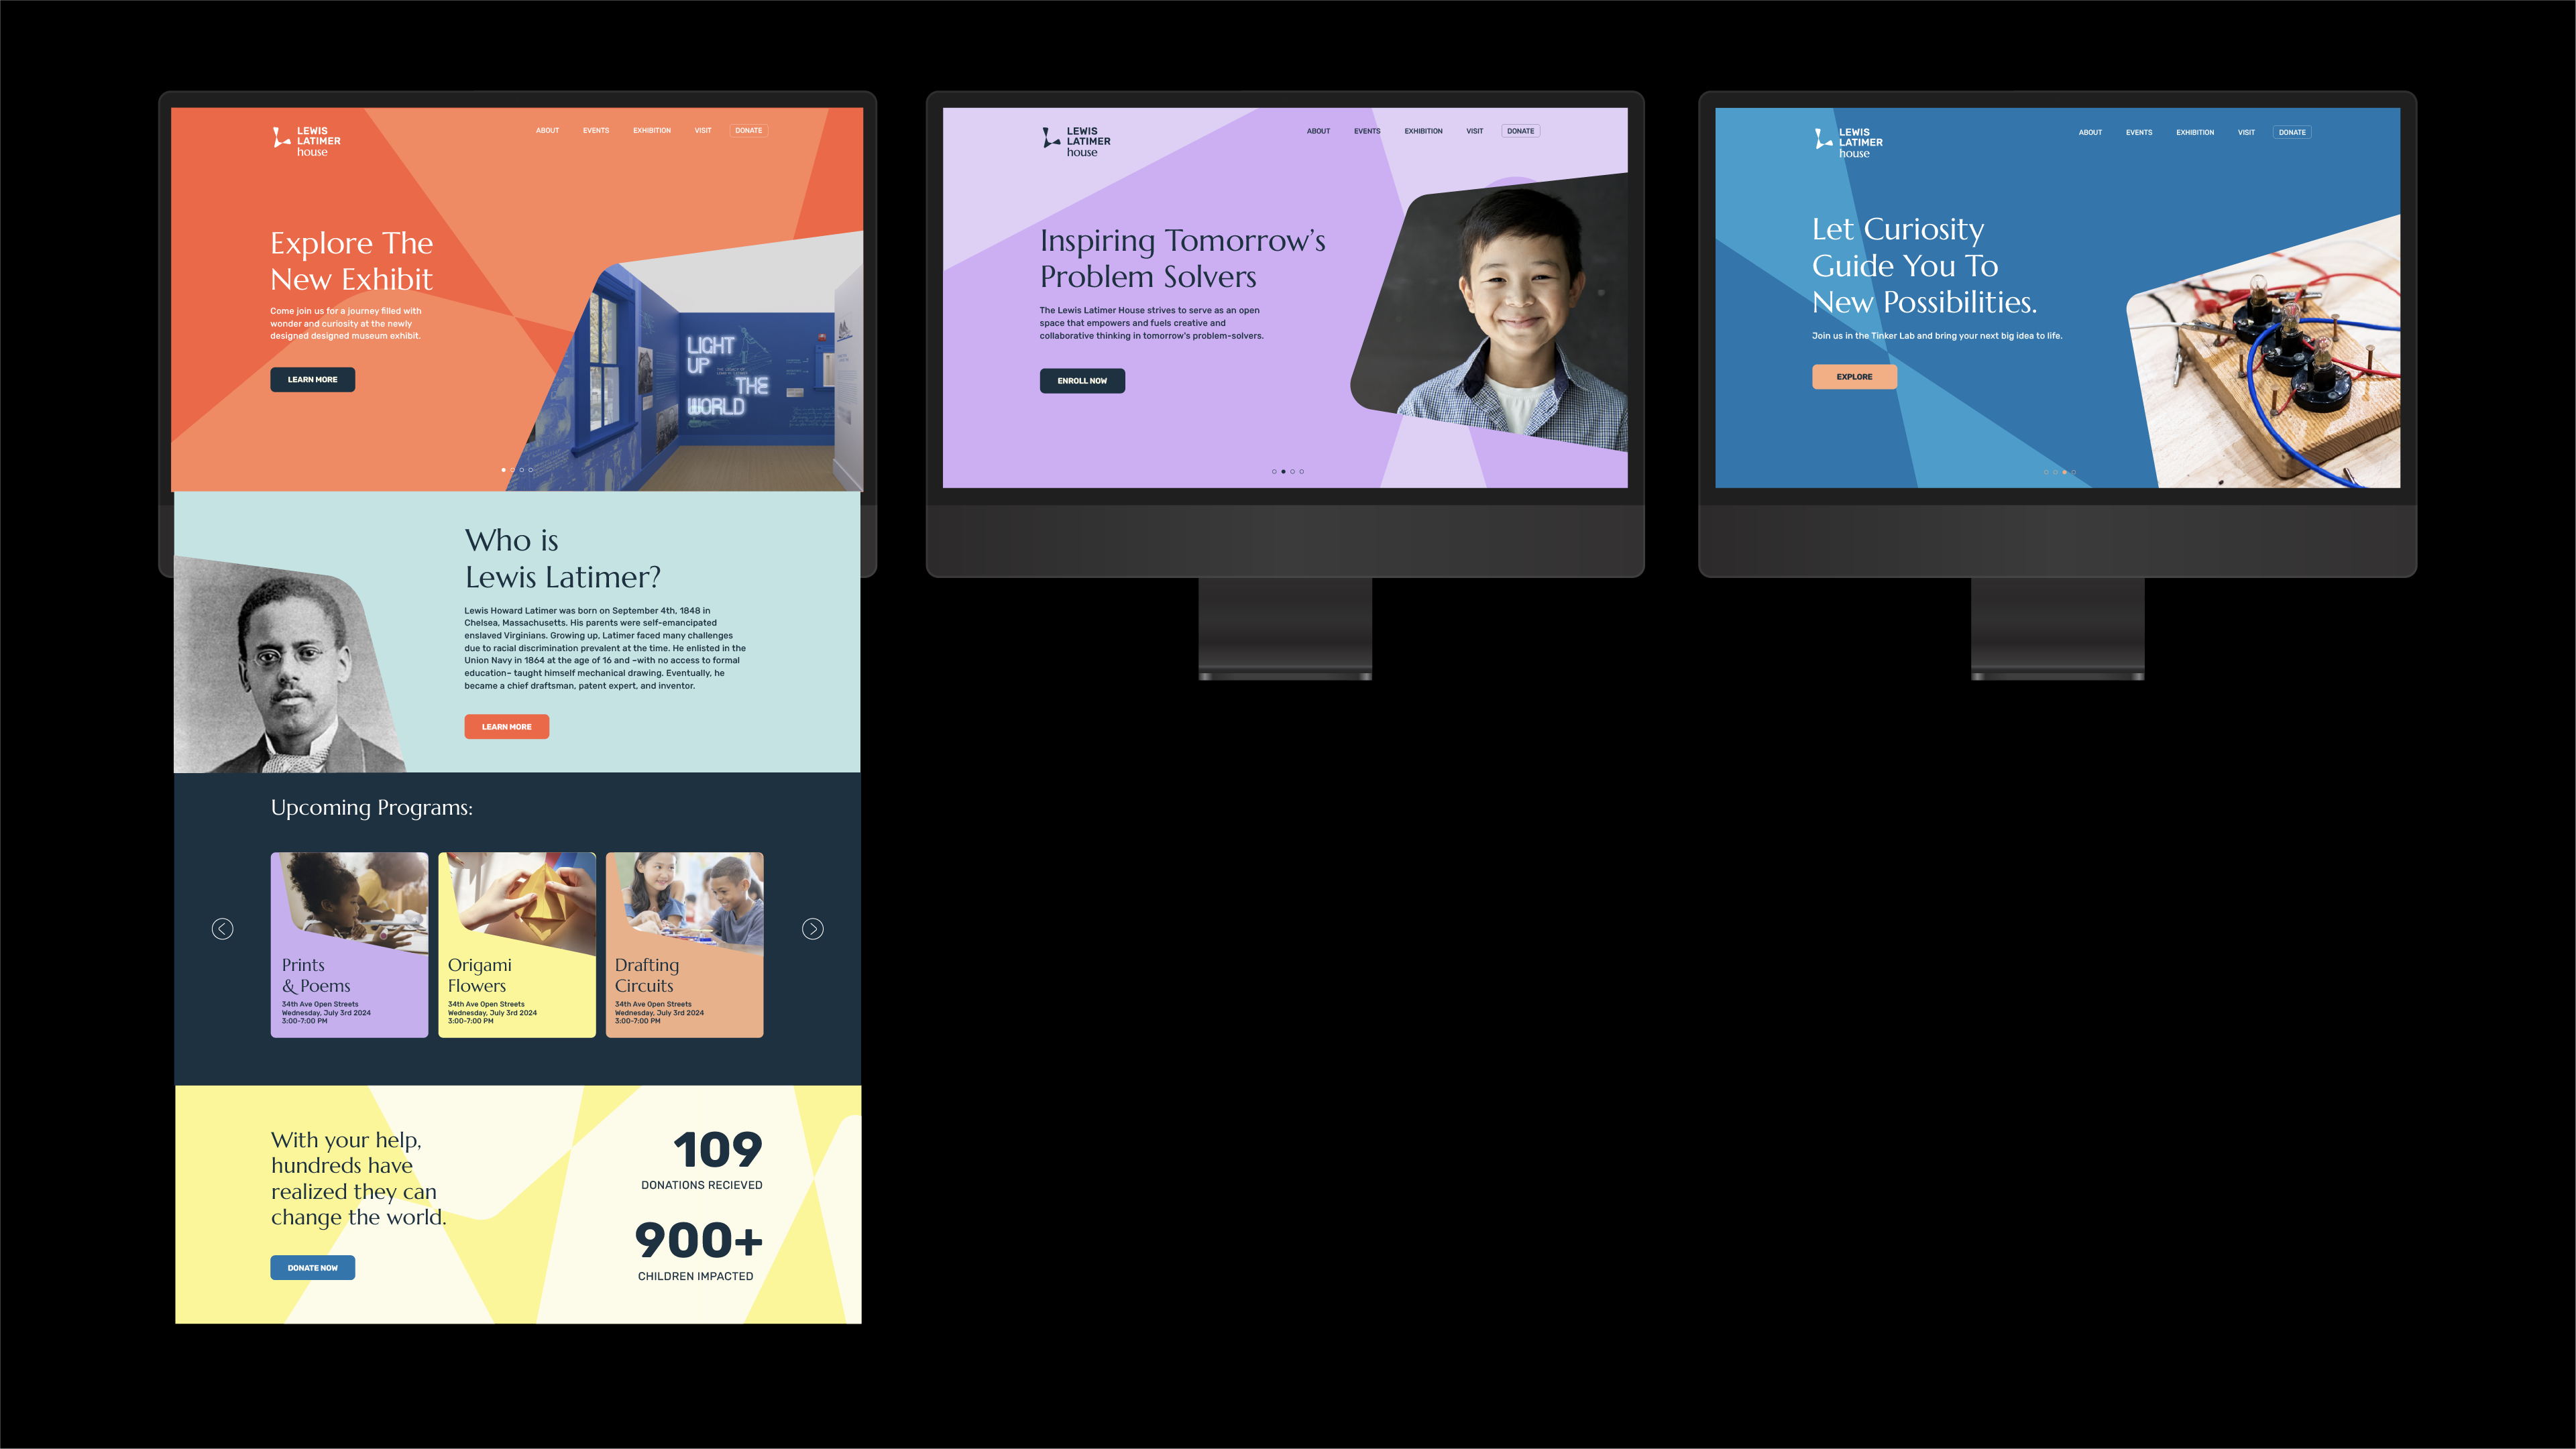 LEWIS
LATIMER
house
ABOUT
EVENTS
EXHIBITION
VISIT
DONATE
Explore The
New Exhibit
Come join us for a journey filled with
wonder and curiosity at the newly
designed designed museum exhibit.
LEARN MORE
LIGHT
UP
THE
WORLD
Who is
Lewis Latimer?
Lewis Howard Latimer was born on September 4th, 1848 in
Chelsea, Massachusetts. His parents were self-emancipated
enslaved Virginians. Growing up, Latimer faced many challenges
due to racial discrimination prevalent at the time. He enlisted in the
Union Navy in 1864 at the age of 16 and –with no access to formal
education– taught himself mechanical drawing. Eventually, he
became a chief draftsman, patent expert, and inventor.
LEARN MORE
Upcoming Programs:
Prints
& Poems
34th Ave Open Streets
Wednesday, July 3rd 2024
3:00-7:00 PM
Origami
Flowers
34th Ave Open Streets
Wednesday, July 3rd 2024
3:00-7:00 PM
Drafting
Circuits
34th Ave Open Streets
Wednesday, July 3rd 2024
3:00-7:00 PM
With your help,
hundreds have
realized they can
change the world.
DONATE NOW
109
DONATIONS RECIEVED
900+
CHILDREN IMPACTED
LEWIS
LATIMER
house
ABOUT
EVENTS
EXHIBITION
VISIT
DONATE
Inspiring Tomorrow's
Problem Solvers
The Lewis Latimer House strives to serve as an open
space that empowers and fuels creative and
collaborative thinking in tomorrow's problem-solvers.
ENROLL NOW
LEWIS
LATIMER
house
ABOUT
EVENTS
EXHIBITION
VISIT
DONATE
Let Curiosity
Guide You To
New Possibilities.
Join us in the Tinker Lab and bring your next big idea to life.
EXPLORE